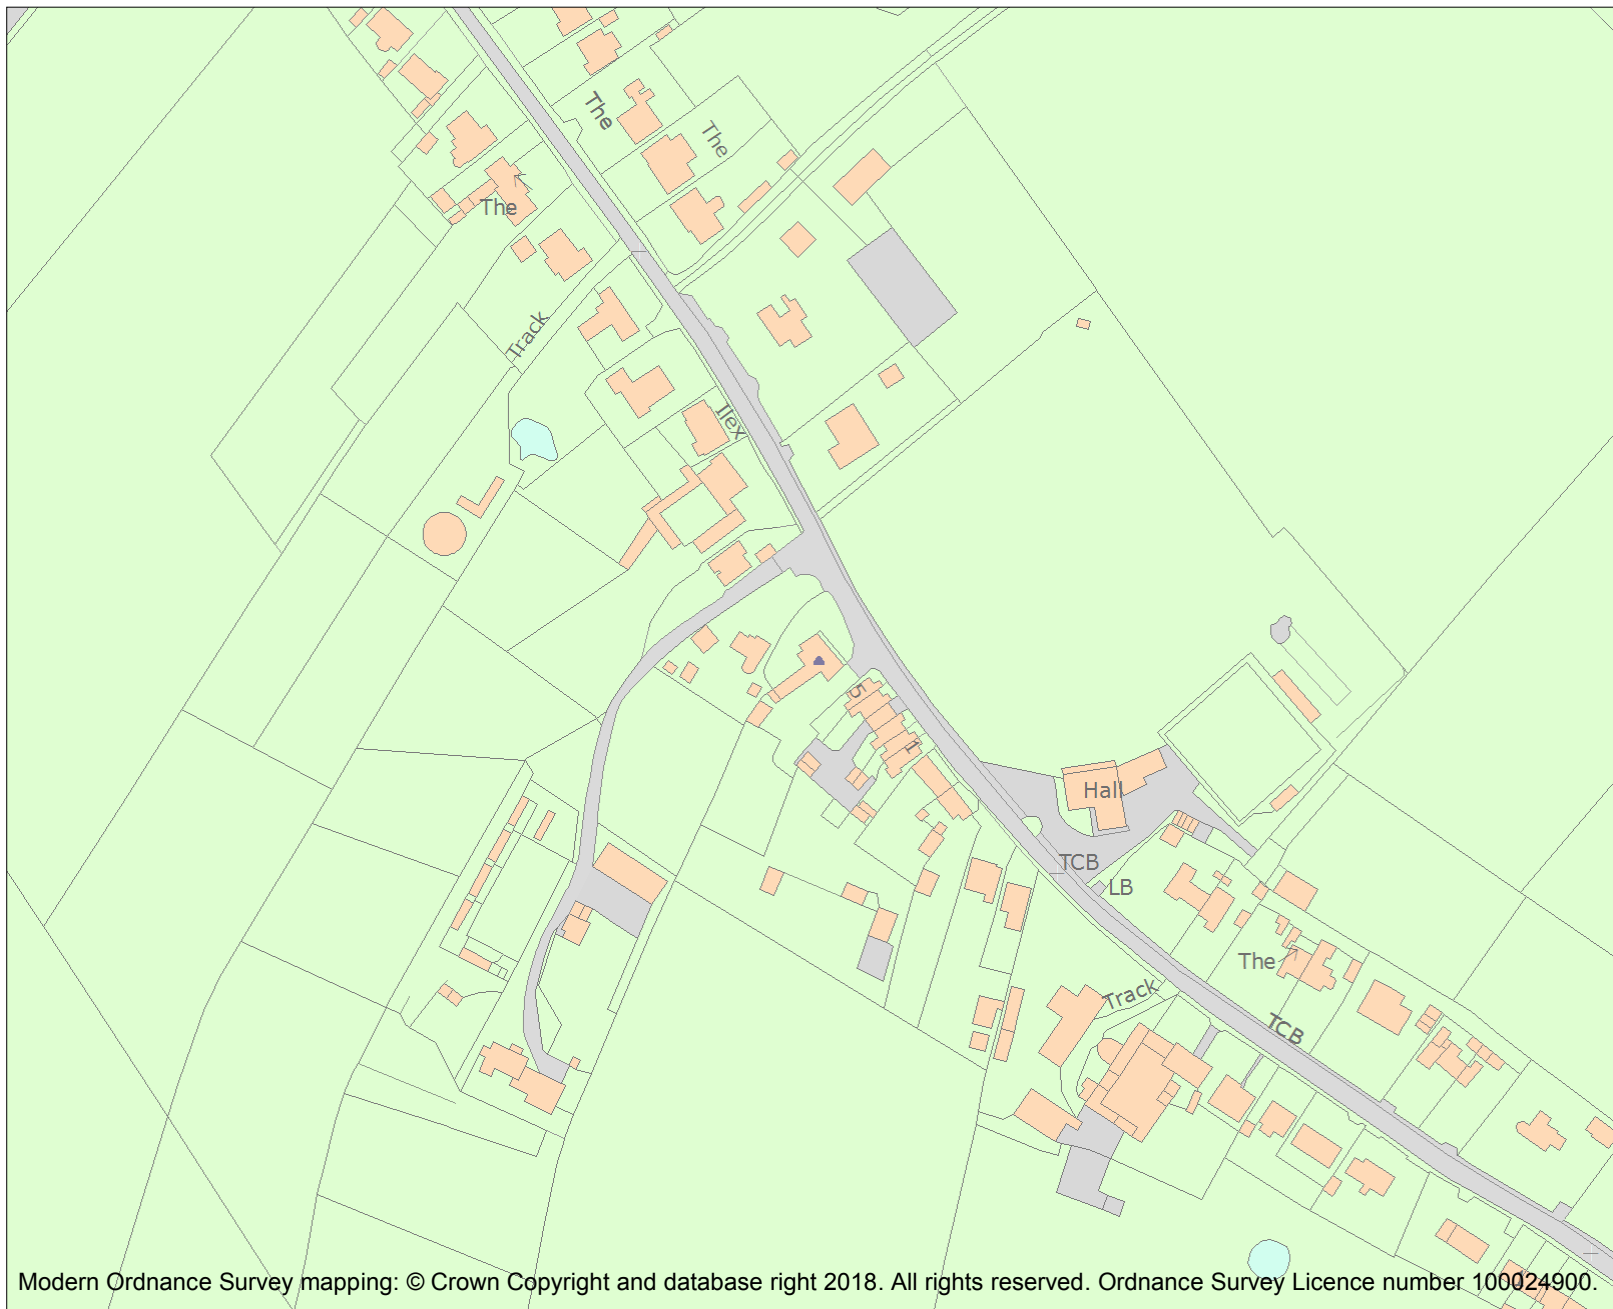 The
The
The
Track
Ilex
5
1
Hall
TCB
LB
The
Track
TCB
Modern Ordnance Survey mapping: © Crown Copyright and database right 2018. All rights reserved. Ordnance Survey Licence number 100024900.